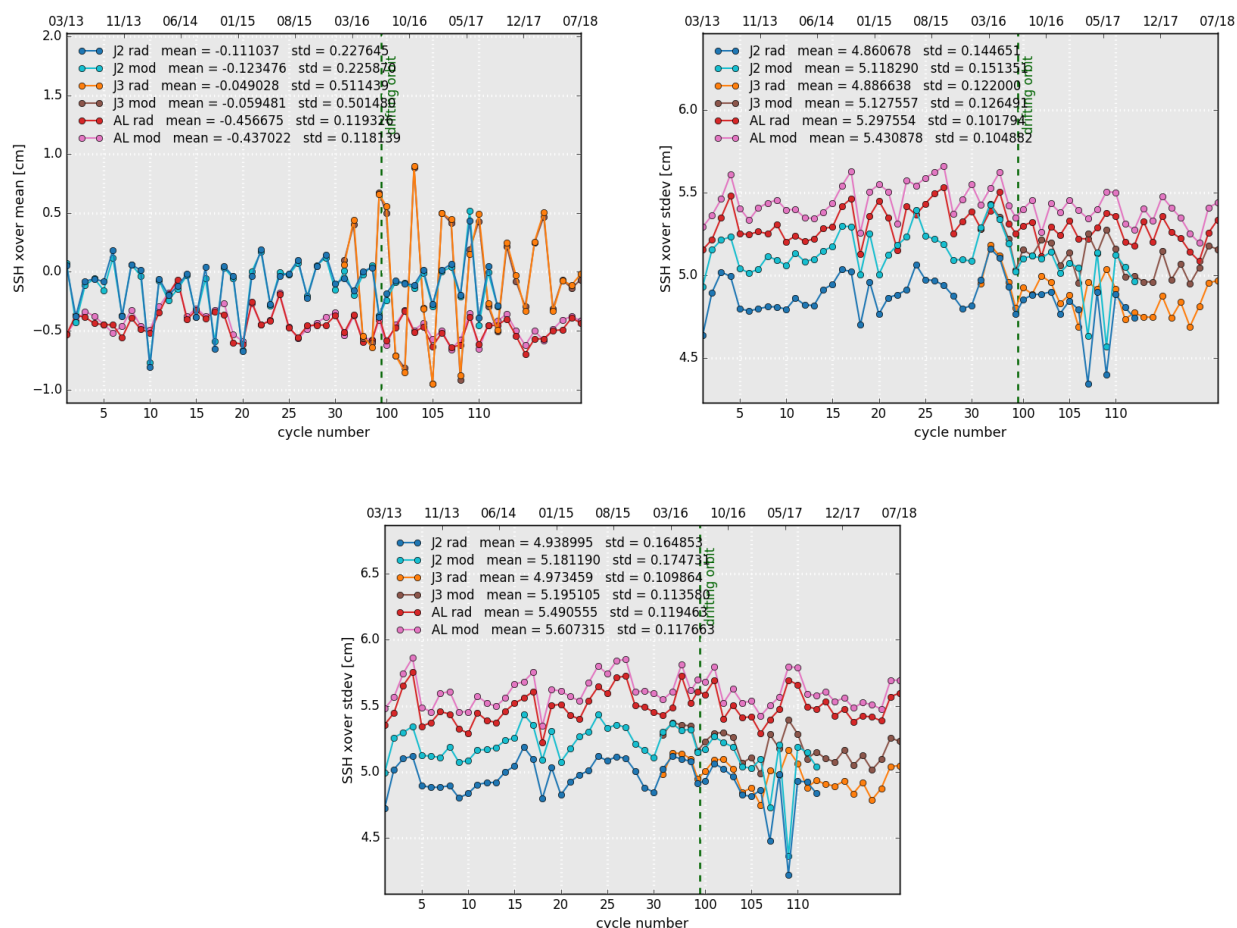 03/13 11/13 06/14 01/15 08/15 03/16 10/16 05/17 12/17 07/18
2.0
1.5
1.0
0.5
0.0
−0.5
−1.0
SSH xover mean [cm]
J2 rad mean = -0.111037 std = 0.227645
J2 mod mean = -0.123476 std = 0.225870
J3 rad mean = -0.049028 std = 0.511439
J3 mod mean = -0.059481 std = 0.501480
AL rad mean = -0.456675 std = 0.119326
AL mod mean = -0.437022 std = 0.118139
drifting orbit
5 10 15 20 25 30 100 105 110
cycle number
03/13 11/13 06/14 01/15 08/15 03/16 10/16 05/17 12/17 07/18
6.0
5.5
5.0
4.5
SSH xover stdev [cm]
J2 rad mean = 4.860678 std = 0.144651
J2 mod mean = 5.118290 std = 0.151351
J3 rad mean = 4.886638 std = 0.122000
J3 mod mean = 5.127557 std = 0.126491
AL rad mean = 5.297554 std = 0.101794
AL mod mean = 5.430878 std = 0.104882
drifting orbit
5 10 15 20 25 30 100 105 110
cycle number
03/13 11/13 06/14 01/15 08/15 03/16 10/16 05/17 12/17 07/18
6.5
6.0
5.5
5.0
4.5
SSH xover stdev [cm]
J2 rad mean = 4.938995 std = 0.164853
J2 mod mean = 5.181190 std = 0.174731
J3 rad mean = 4.973459 std = 0.109864
J3 mod mean = 5.195105 std = 0.113580
AL rad mean = 5.490555 std = 0.119463
AL mod mean = 5.607315 std = 0.117663
drifting orbit
5 10 15 20 25 30 100 105 110
cycle number